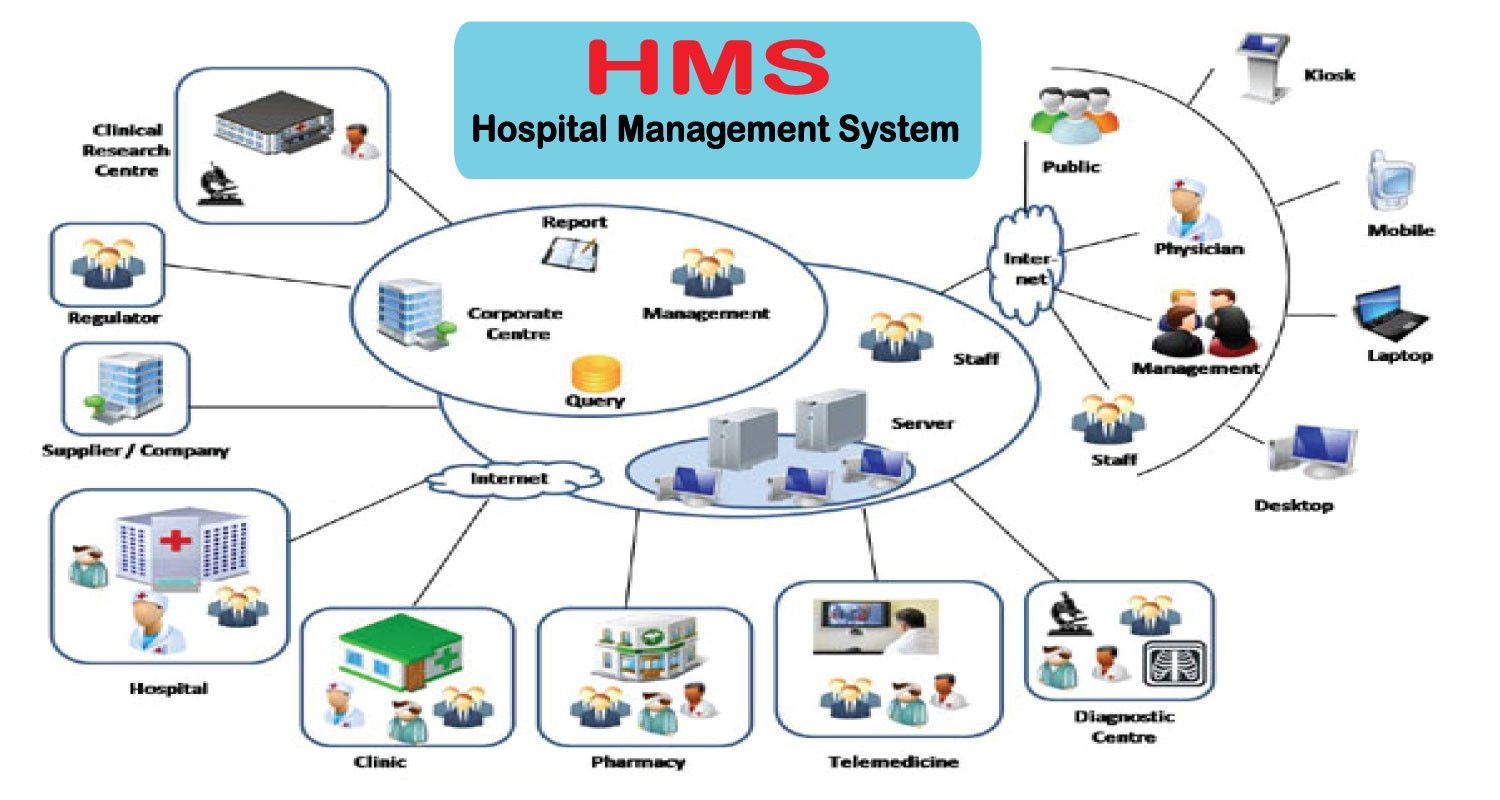 HMS
Hospital Management System
Clinical
Research
Centre
Regulator
Supplier / Company
Report
Corporate
Centre
Management
Query
Staff
Server
Internet
Public
Inter-
net
Physician
Management
Staff
Kiosk
Mobile
Laptop
Desktop
Hospital
Clinic
Pharmacy
Telemedicine
Diagnostic
Centre